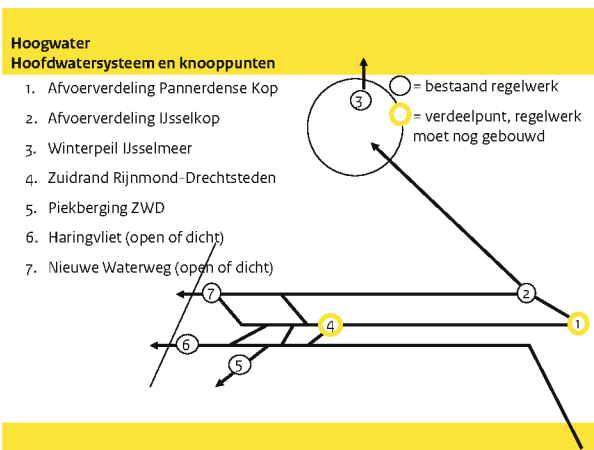 Hoogwater
Hoofdwatersysteem en knooppunten
1. Afvoerverdeling Pannerdense Kop
2. Afvoerverdeling IJsselkop
3. Winterpeil IJsselmeer
4. Zuidrand Rijnmond-Drechtsteden
5. Piekberging ZWD
6. Haringvliet (open of dicht)
7. Nieuwe Waterweg (open of dicht)
= bestaand regelwerk
= verdeelpunt, regelwerk
moet nog gebouwd
3
7
2
4
1
6
5